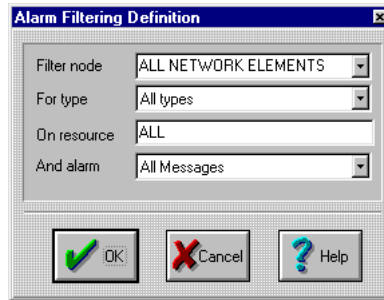 Alarm Filtering Definition
Filter node ALL NETWORK ELEMENTS
For type All types
On resource ALL
And alarm All Messages
OK Cancel Help